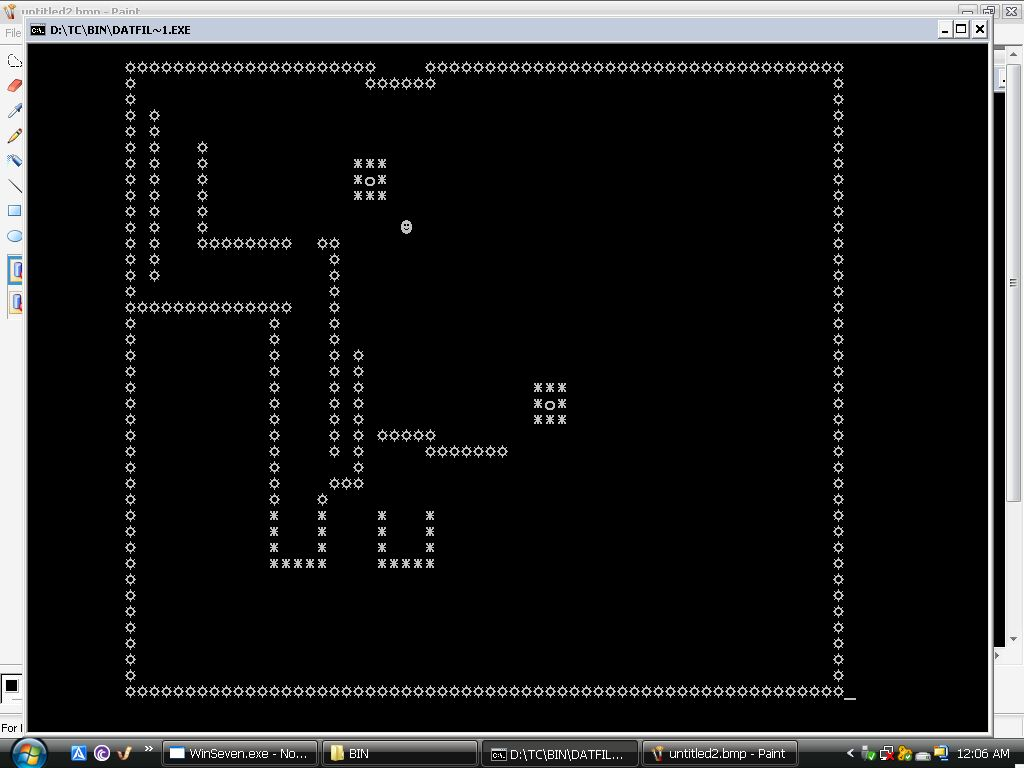 untitled2.bmp - Paint
File
D:\TC\BIN\DATFIL~1.EXE
For
WinSeven.exe - No...
BIN
D:\TC\BIN\DATFIL...
untitled2.bmp - Paint
12:06 AM